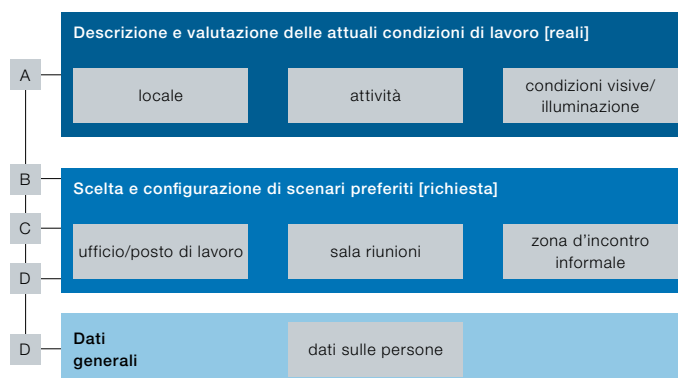 Descrizione e valutazione delle attuali condizioni di lavoro [reali]
A
locale
attività
condizioni visive/
illuminazione
B
Scelta e configurazione di scenari preferiti [richiesta]
C
ufficio/posto di lavoro
sala riunioni
zona d'incontro
informale
D
D
Dati
generali
dati sulle persone